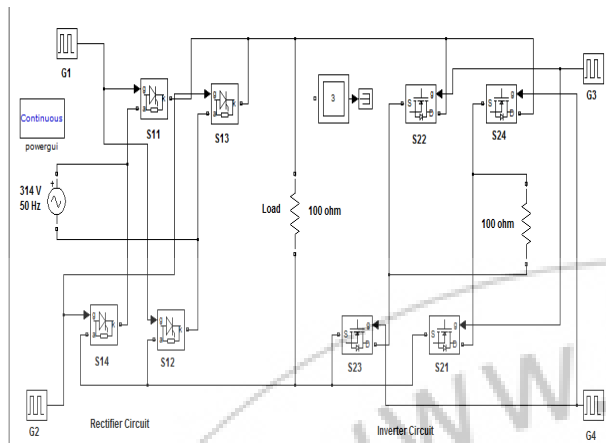 G1
g
a
k
S11
g
a
k
S13
3
S
g
D
S22
S
g
D
S24
G3
Continuous
powergui
314 V
50 Hz
+
Load
100 ohm
100 ohm
g
a
k
S14
g
a
k
S12
S
g
D
S23
S
g
D
S21
G2
Rectifier Circuit
Inverter Circuit
G4
WW.